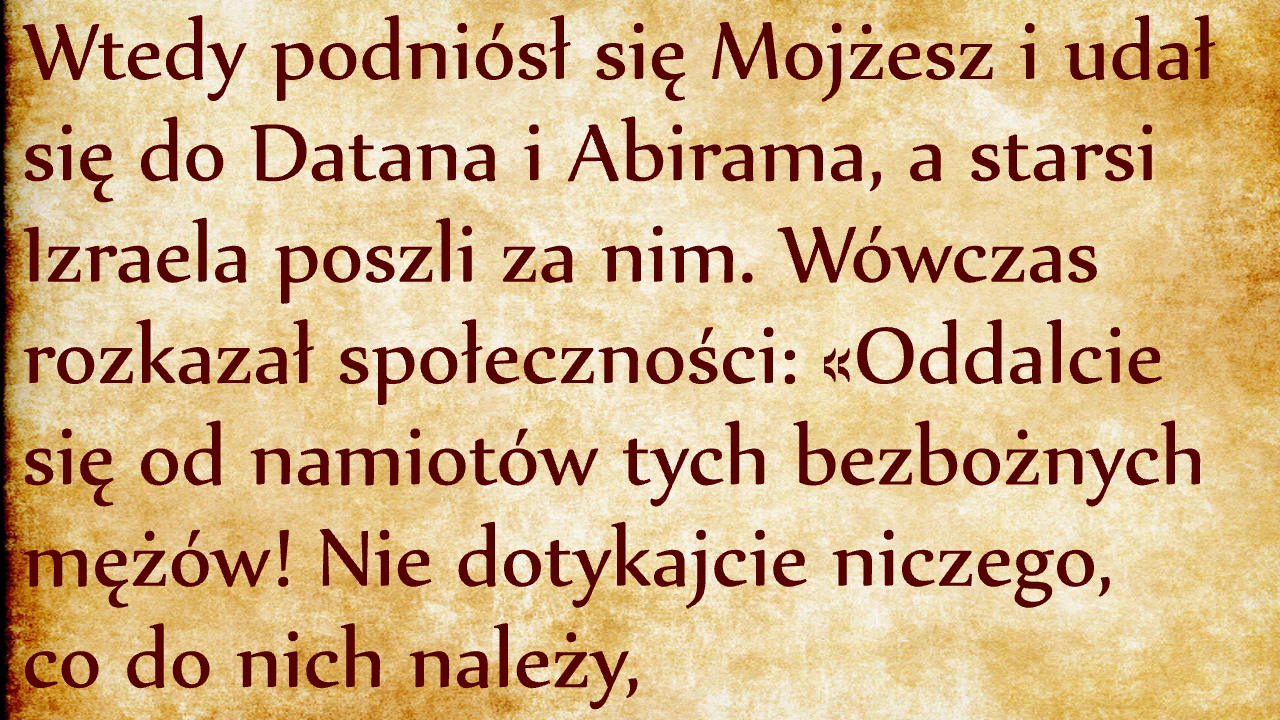 Wtedy podniósł się Mojżesz i udał
się do Datana i Abirama, a starsi
Izraela poszli za nim. Wówczas
rozkazał społeczności: «Oddalcie
się od namiotów tych bezbożnych
mężów! Nie dotykajcie niczego,
co do nich należy,